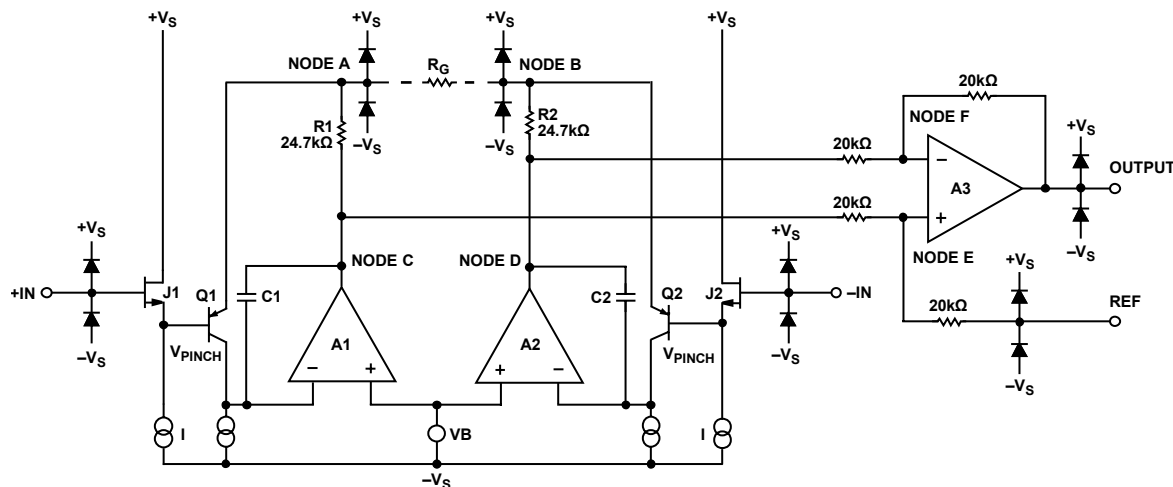 +VS
+VS
+VS
+VS
NODE A
RG
NODE B
20kΩ
R1
24.7kΩ
–VS
–VS
R2
24.7kΩ
NODE F
20kΩ
+VS
–
A3
OUTPUT
20kΩ
+
–VS
+VS
NODE C
NODE D
+VS
NODE E
+VS
+IN
J1
Q1
C1
C2
Q2
J2
–IN
20kΩ
REF
–VS
VPINCH
A1
A2
VPINCH
–VS
–VS
–
+
+
–
I
VB
I
–VS